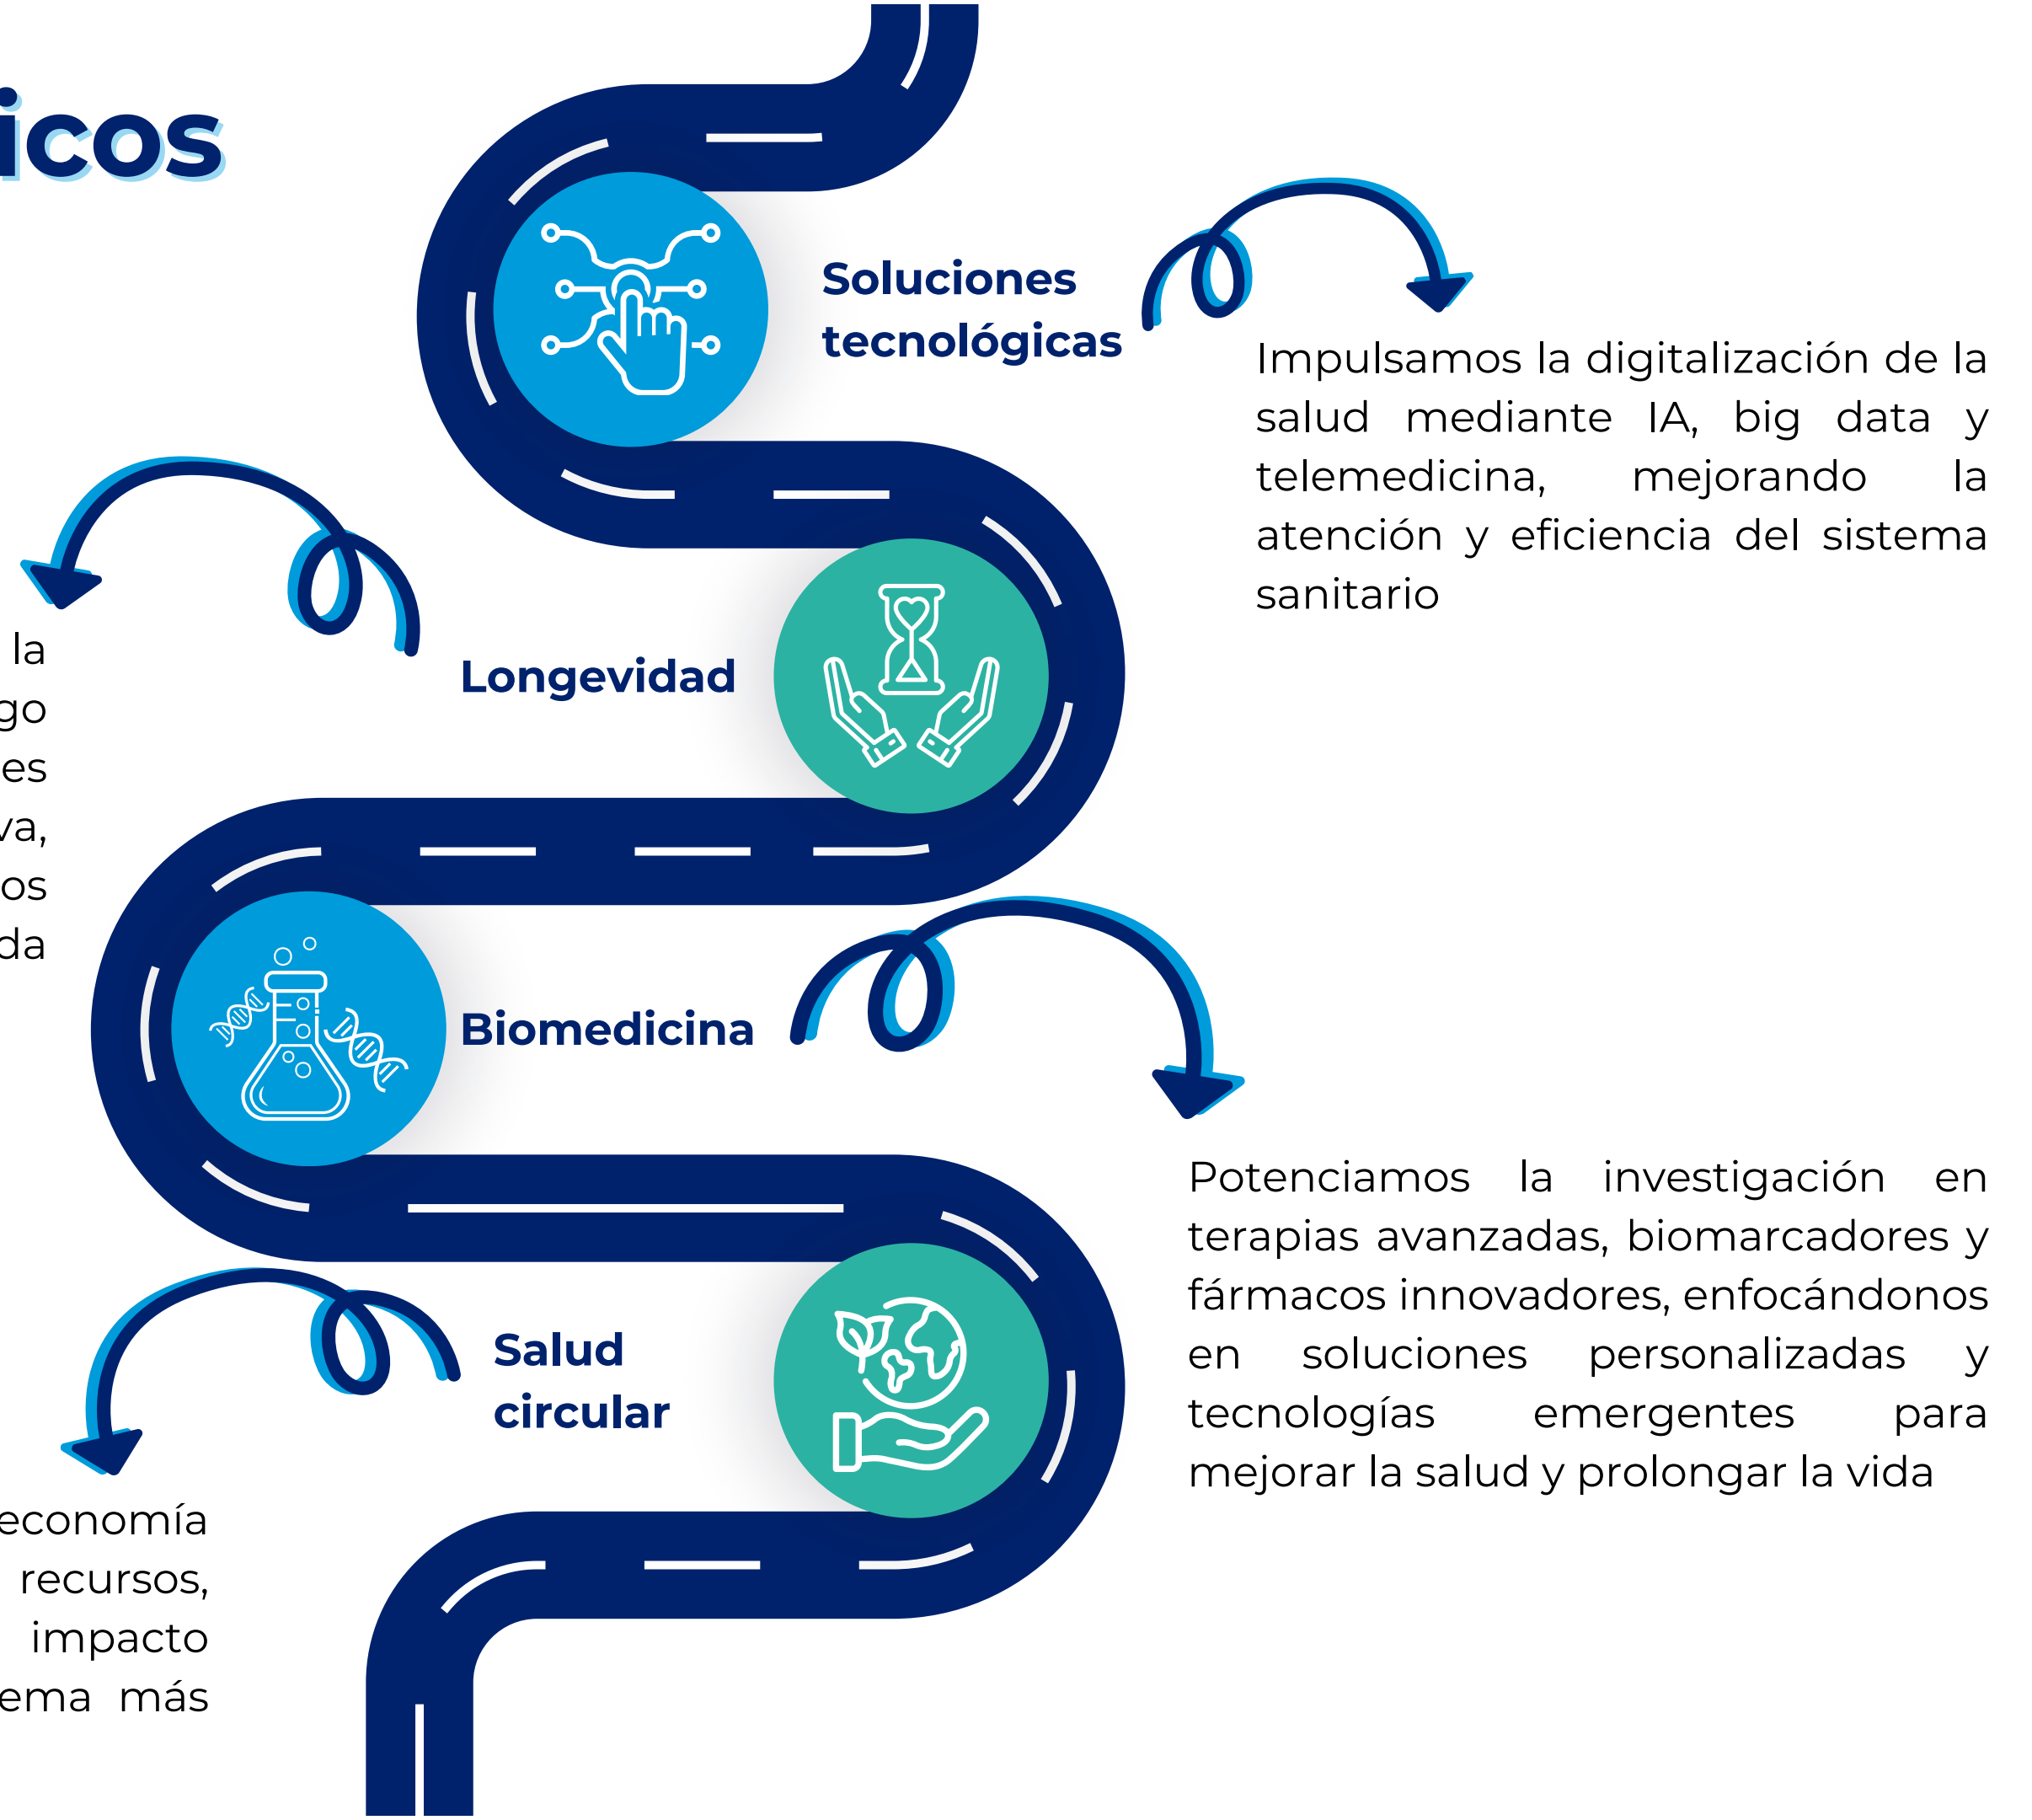 icos
Soluciones
tecnológicas
Impulsamos la digitalización de la
salud mediante IA, big data y
telemedicina, mejorando la
atención y eficiencia del sistema
sanitario
Longevidad
la
go
es
va,
os
da
Biomedicina
Potenciamos la investigación en
terapias avanzadas, biomarcadores y
fármacos innovadores, enfocándonos
en soluciones personalizadas y
tecnologías emergentes para
mejorar la salud y prolongar la vida
Salud
circular
economía
recursos,
impacto
ema más